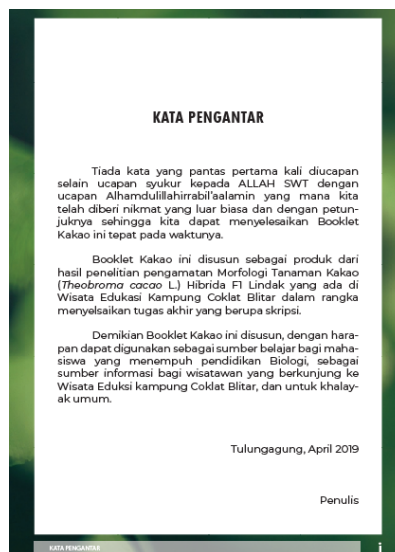 KATA PENGANTAR
Tiada kata yang pantas pertama kali diucapan
selain ucapan syukur kepada ALLAH SWT dengan
ucapan Alhamdulillahirrabil'aalamin yang mana kita
telah diberi nikmat yang luar biasa dan dengan petun-
juknya sehingga kita dapat menyelesaikan Booklet
Kakao ini tepat pada waktunya.
Booklet Kakao ini disusun sebagai produk dari
hasil penelitian pengamatan Morfologi Tanaman Kakao
(Theobroma cacao L.) Hibrida F1 Lindak yang ada di
Wisata Edukasi Kampung Coklat Blitar dalam rangka
menyelsaikan tugas akhir yang berupa skripsi.
Demikian Booklet Kakao ini disusun, dengan hara-
pan dapat digunakan sebagai sumber belajar bagi maha-
siswa yang menempuh pendidikan Biologi, sebagai
sumber informasi bagi wisatawan yang berkunjung ke
Wisata Eduksi kampung Coklat Blitar, dan untuk khalay-
ak umum.
Tulungagung, April 2019
Penulis
KATA PENGANTAR
i